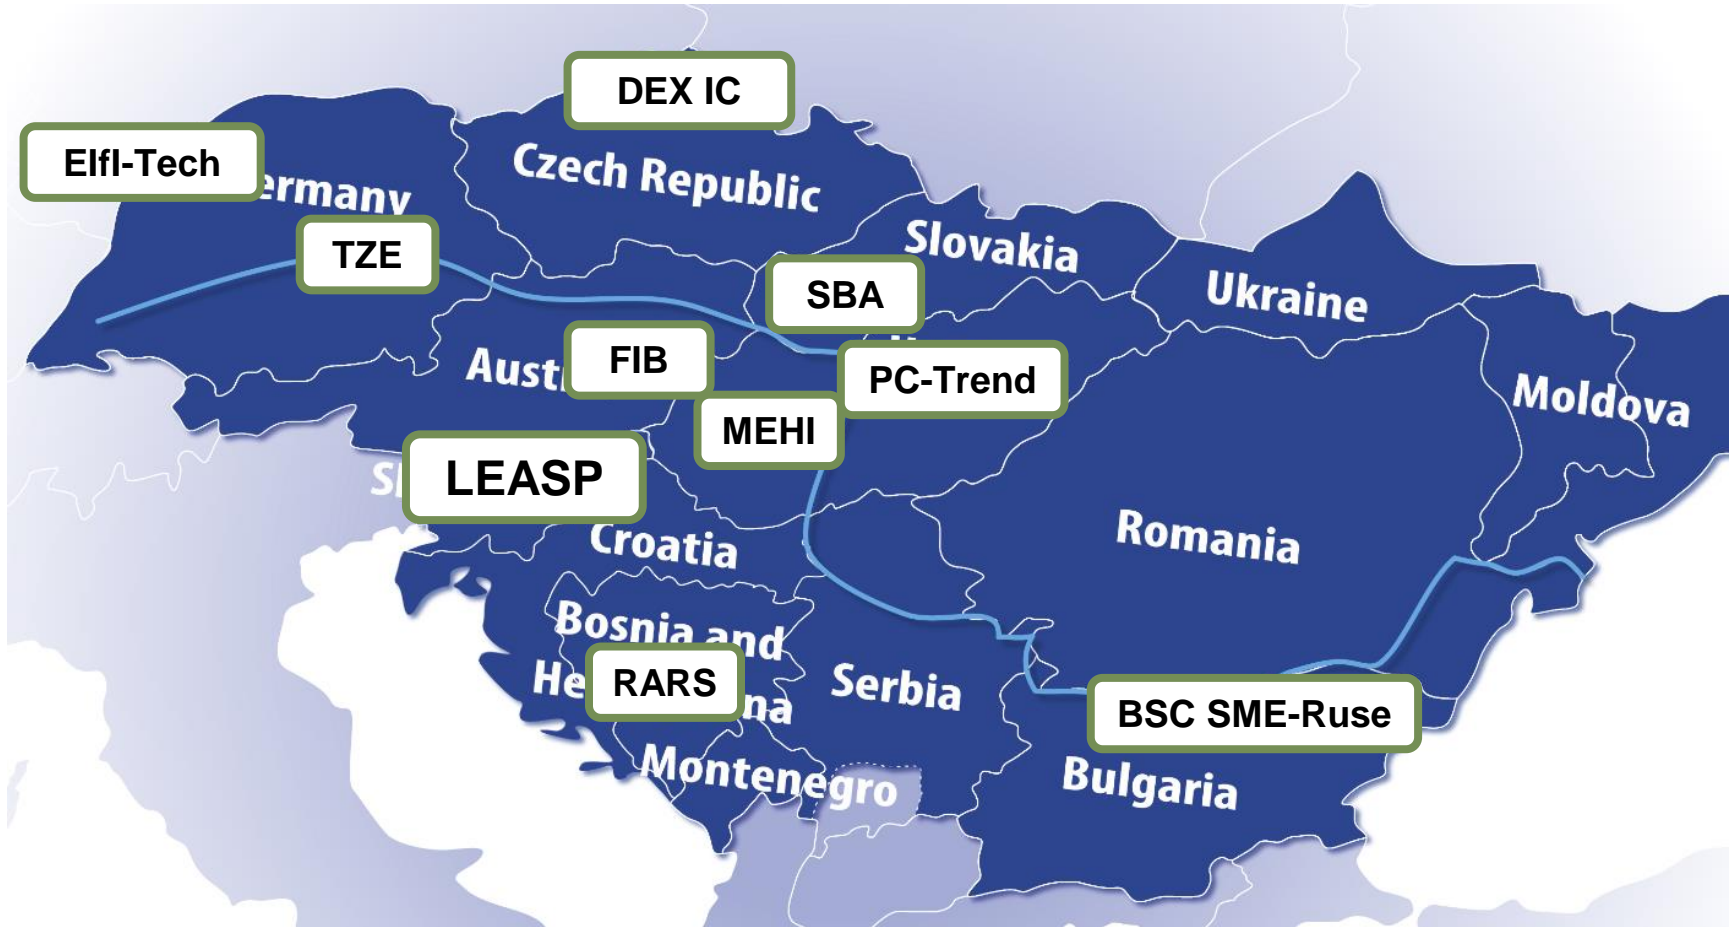 DEX IC
EIfI-Tech
ermany
Czech Republic
TZE
Slovakia
SBA
Ukraine
FIB
Aust
PC-Trend
Moldova
MEHI
LEASP
Croatia
Romania
Bosnia and
He
na
RARS
Serbia
BSC SME-Ruse
Montenegro
Bulgaria